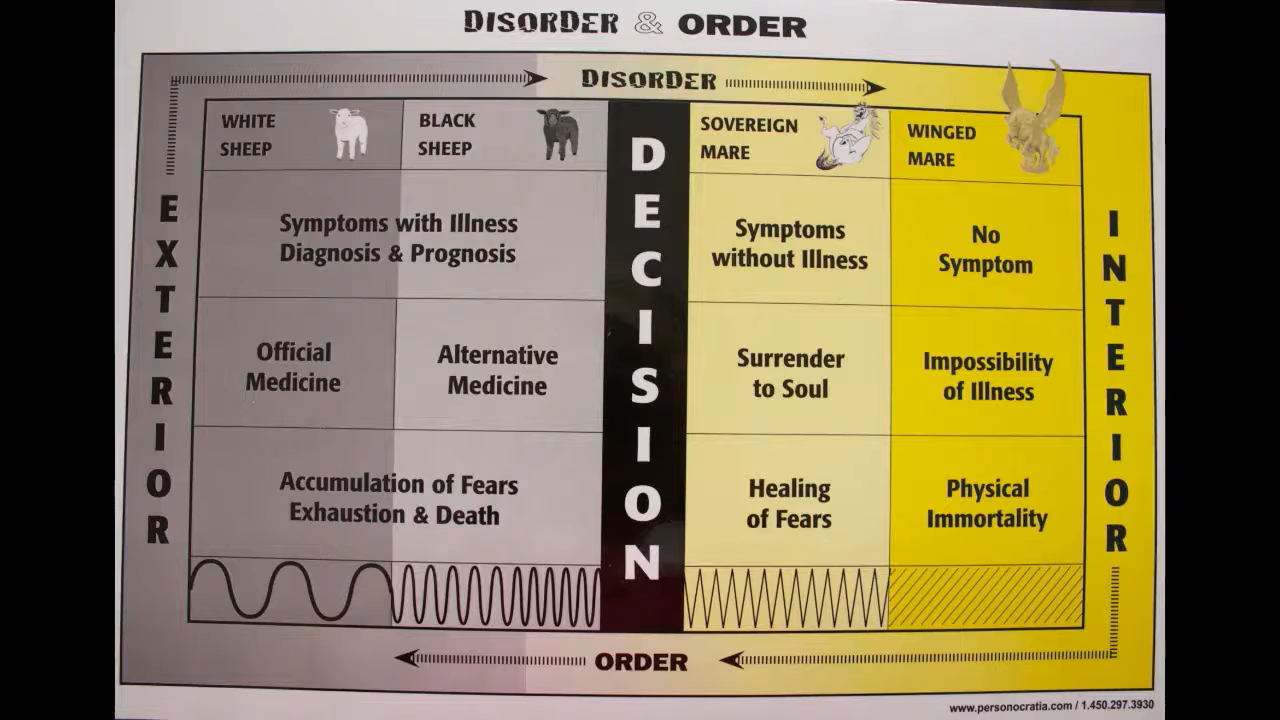 DISORDER & ORDER
DISORDER
WHITE
SHEEP
BLACK
SHEEP
SOVEREIGN
MARE
WINGED
MARE
EXTERIOR
DECISION
INTERIOR
Symptoms with Illness
Diagnosis & Prognosis
Symptoms
without Illness
No
Symptom
Official
Medicine
Alternative
Medicine
Surrender
to Soul
Impossibility
of Illness
Accumulation of Fears
Exhaustion & Death
Healing
of Fears
Physical
Immortality
ORDER
www.personocratia.com / 1.450.297.3930